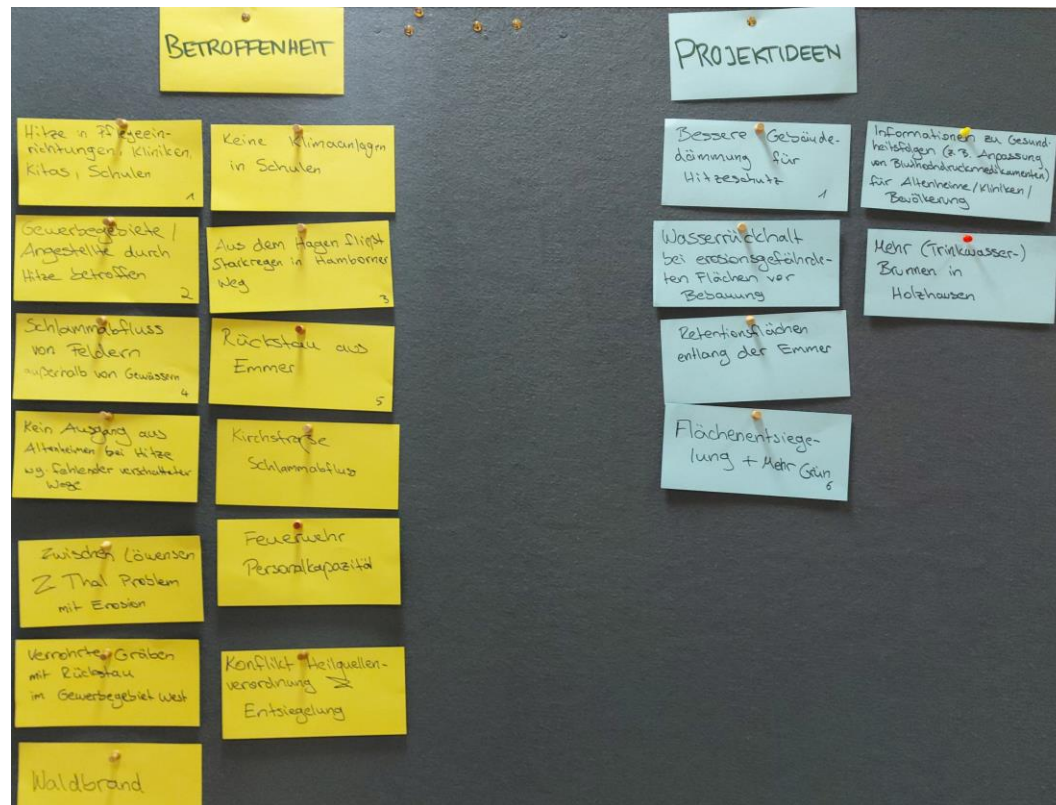 BETROFFENHEIT
Hitze in Pflegeein-
richtungen, Kliniken,
Kitas, Schulen
1
Keine Klimaanlagen
in Schulen
Gewerbegebiete /
Angestellte durch
Hitze betroffen
2
Aus dem Hagen fließt
Starkregen in Hamborner
Weg
3
Schlammabfluss
von Feldern
außerhalb von Gewässern
4
Rückstau aus
Emmer
5
Kein Ausgang aus
Altenheimen bei Hitze
wg. fehlender verschatteter
Wege
Kirchstraße
Schlammabfluss
Zwischen Löwensen
Thal Problem
mit Erosion
Feuerwehr
Personalkapazität
Verrohrte Gräben
mit Rückstau
im Gewerbegebiet West
Konflikt Heilquellen-
verordnung
Entsiegelung
Waldbrand
PROJEKTIDEEN
Bessere Gebäude-
dämmung für
Hitzeschutz
1
Informationen zu Gesund-
heitsfolgen (z.B. Anpassung
von Bluthochdruckmedikamenten)
für Altenheime/Kliniken/
Bevölkerung
Wasserrückhalt
bei erosionsgefährde-
ten Flächen vor
Bebauung
Mehr (Trinkwasser-)
Brunnen in
Holzhausen
Retentionsflächen
entlang der Emmer
Flächenentsiege-
lung + Mehr Grün
6